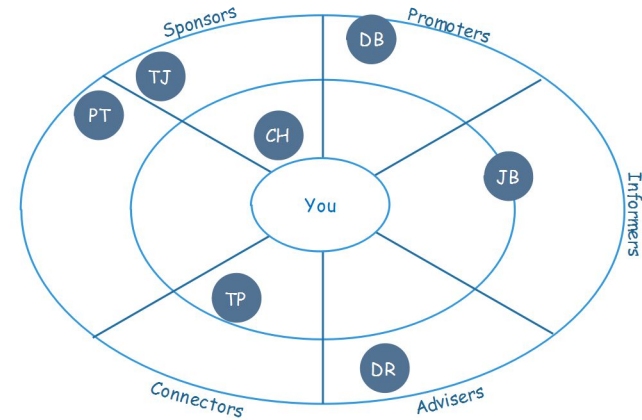 Sponsors
Promoters
DB
TJ
PT
CH
JB
You
Informers
TP
DR
Connectors
Advisers